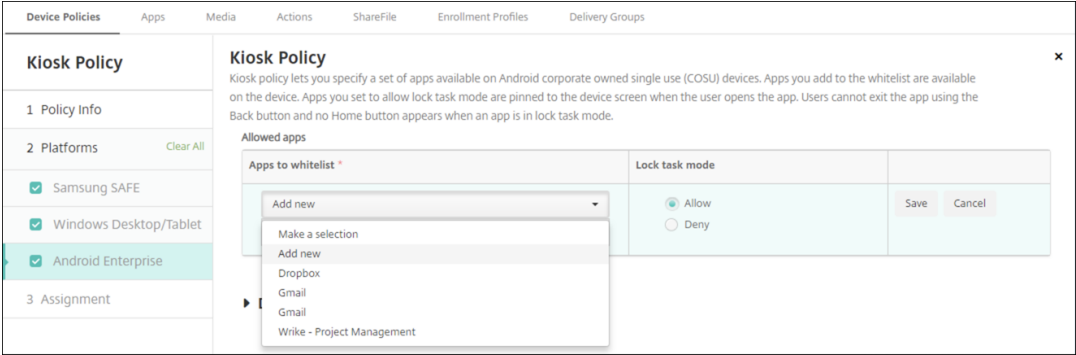 Device Policies Apps Media Actions ShareFile Enrollment Profiles Delivery Groups
Kiosk Policy
1 Policy Info
2 Platforms Clear All
Samsung SAFE
Windows Desktop/Tablet
Android Enterprise
3 Assignment
Kiosk Policy
Kiosk policy lets you specify a set of apps available on Android corporate owned single use (COSU) devices. Apps you add to the whitelist are available
on the device. Apps you set to allow lock task mode are pinned to the device screen when the user opens the app. Users cannot exit the app using the
Back button and no Home button appears when an app is in lock task mode.
Allowed apps
Apps to whitelist * Lock task mode
Add new Allow Save Cancel
Deny
Make a selection
Add new
Dropbox
Gmail
Gmail
Wrike - Project Management